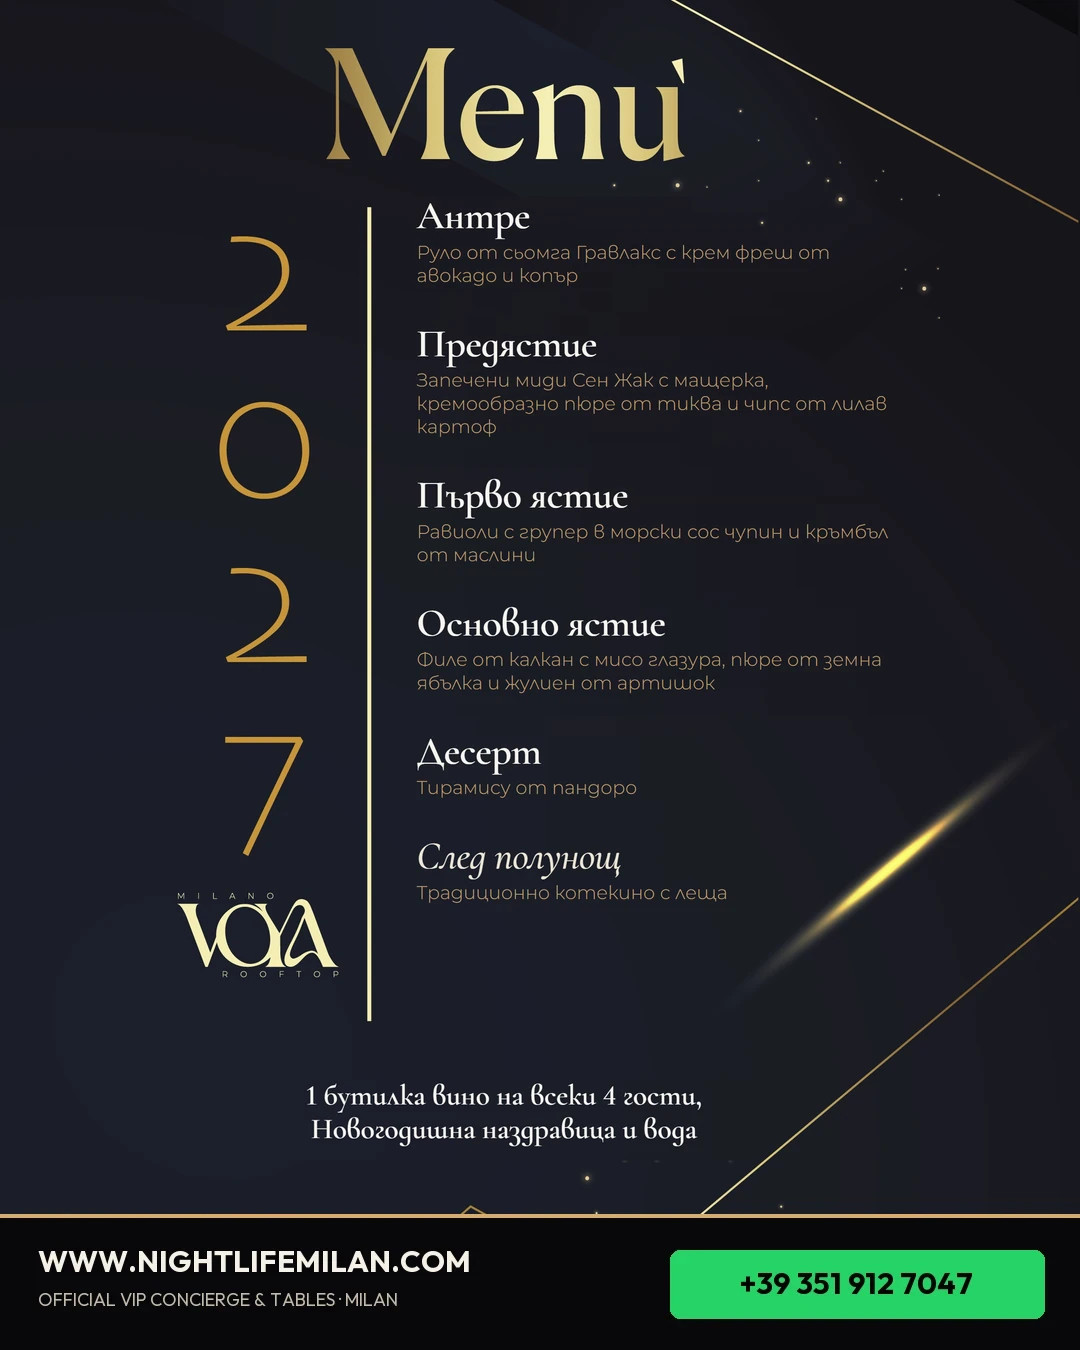 Menù
2
0
2
7
Антре
Руло от сьомга Гравлакс с крем фреш от
авокадо и копър
Предястие
Запечени миди Сен Жак с мащерка,
кремообразно пюре от тиква и чипс от лилав
картоф
Първо ястие
Равиоли с групер в морски сос чупин и кръмбъл
от маслини
Основно ястие
Филе от калкан с мисо глазура, пюре от земна
ябълка и жулиен от артишок
Десерт
Тирамису от пандоро
След полунощ
Традиционно котекино с леща
MILANO
VOYA
ROOFTOP
1 бутилка вино на всеки 4 гости,
Новогодишна наздравица и вода
WWW.NIGHTLIFEMILAN.COM
OFFICIAL VIP CONCIERGE & TABLES · MILAN
+39 351 912 7047